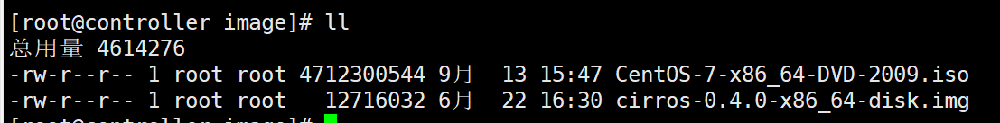 [root@controller image]# ll
总用量 4614276
-rw-r--r-- 1 root root 4712300544 9月  13 15:47 CentOS-7-x86_64-DVD-2009.iso
-rw-r--r-- 1 root root   12716032 6月  22 16:30 cirros-0.4.0-x86_64-disk.img
[root@controller image]#